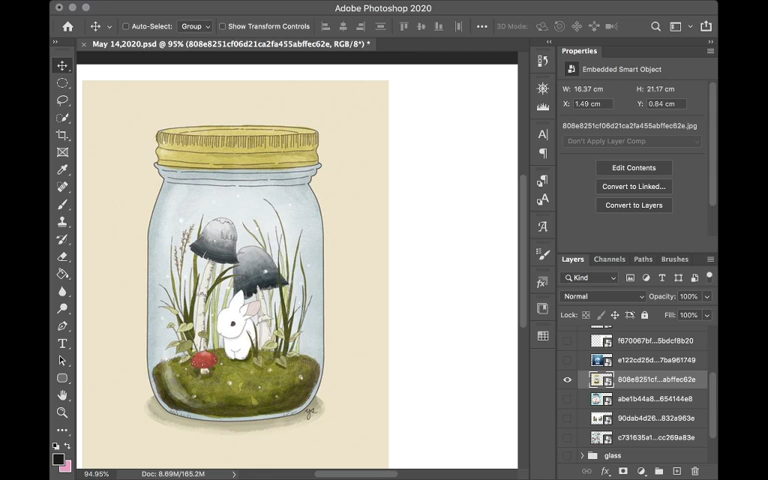 Adobe Photoshop 2020
Auto-Select: Group Show Transform Controls 3D Mode:
May 14,2020.psd @ 95% (808e8251cf06d21ca2fa455abffec62e, RGB/8*) *
Properties
Embedded Smart Object
W: 16.37 cm H: 21.17 cm
X: 1.49 cm Y: 0.84 cm
808e8251cf06d21ca2fa455abffec62e.jpg
Don't Apply Layer Comp
Edit Contents
Convert to Linked...
Convert to Layers
Layers Channels Paths Brushes
Kind
Normal Opacity: 100%
Lock: Fill: 100%
f670067bf...5bdcf8b20
e122cd25d...7ba961749
808e8251cf...abffec62e
abe1b44a8...654144e8
90dab4d26...832a963e
c731635a1...cc269a83e
glass
94.95% Doc: 8.69M/165.2M